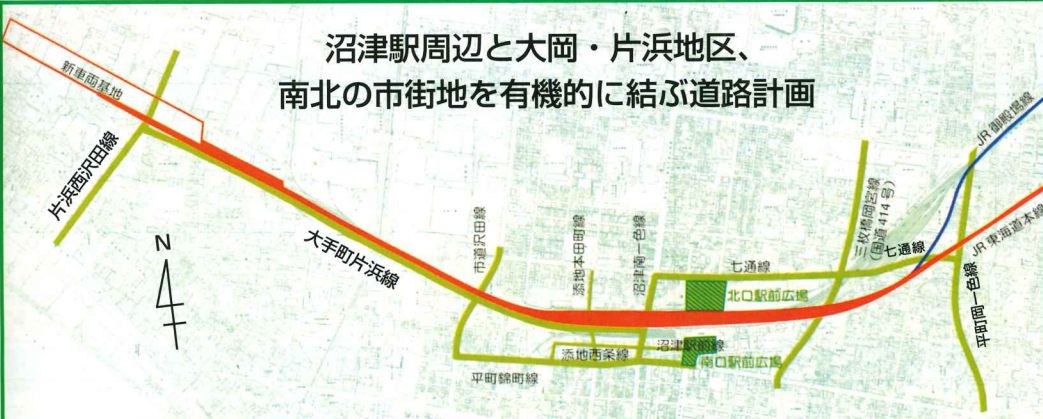 沼津駅周辺と大岡・片浜地区、
南北の市街地を有機的に結ぶ道路計画
新車両基地
片浜西沢田線
N
大手町片浜線
市道沢田線
添地本田町線
沼津南一色線
七通線
三枚橋岡宮線
(国道414号)
七通線
JR御殿場線
JR東海道本線
平町岡一色線
北口駅前広場
沼津駅前線
南口駅前広場
添地西条線
平町錦町線